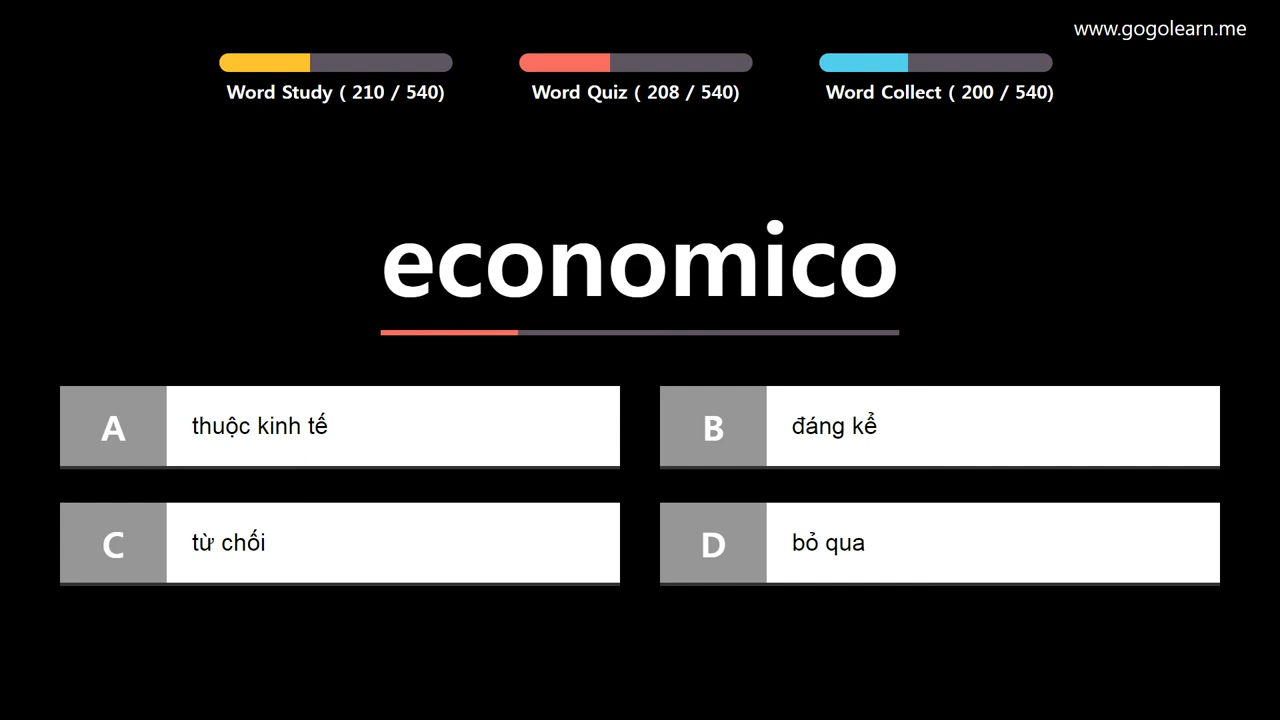 www.gogolearn.me
Word Study ( 210 / 540)
Word Quiz ( 208 / 540)
Word Collect ( 200 / 540)
economico
A
thuộc kinh tế
B
đáng kể
C
từ chối
D
bỏ qua